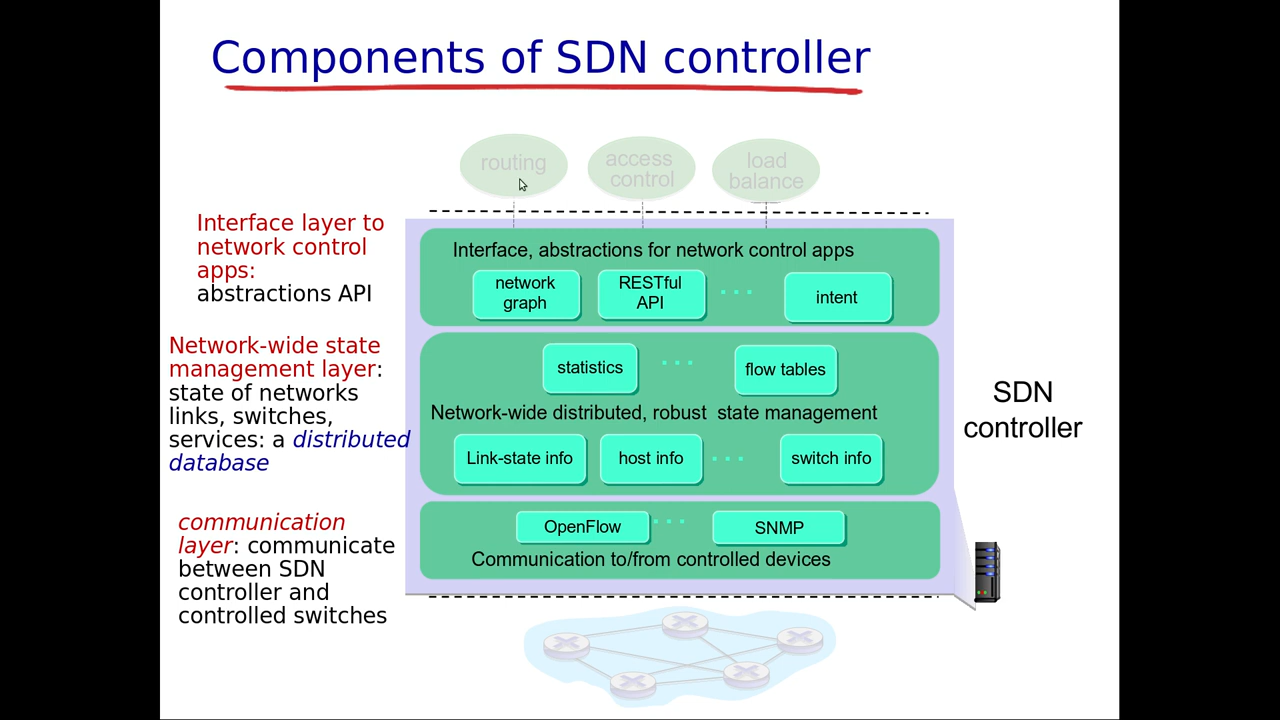 Components of SDN controller
routing
access
control
load
balance
Interface layer to
network control
apps:
abstractions API
Interface, abstractions for network control apps
network
graph
RESTful
API
. . .
intent
Network-wide state
management layer:
state of networks
links, switches,
services: a distributed
database
statistics
. . .
flow tables
Network-wide distributed, robust  state management
Link-state info
host info
. . .
switch info
SDN
controller
communication
layer: communicate
between SDN
controller and
controlled switches
OpenFlow
. . .
SNMP
Communication to/from controlled devices